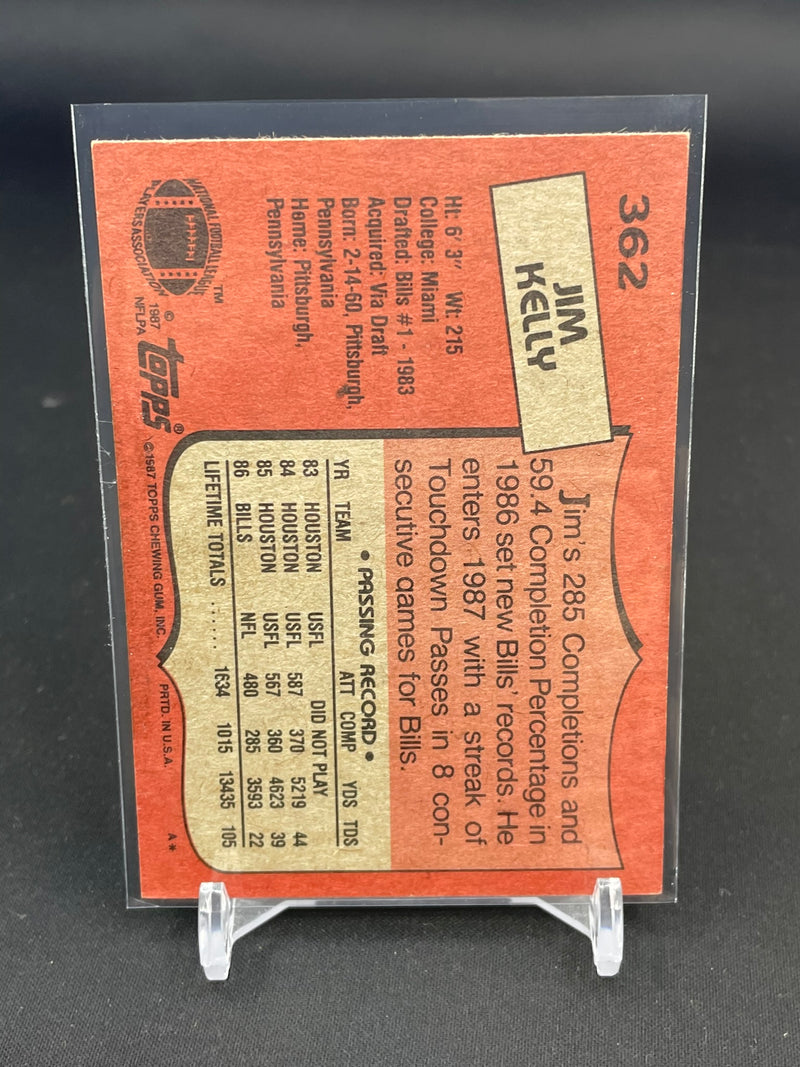 362
JIM
KELLY
Ht: 6' 3" Wt: 215
College: Miami
Drafted: Bills #1 - 1983
Acquired: Via Draft
Born: 2-14-60, Pittsburgh,
Pennsylvania
Home: Pittsburgh,
Pennsylvania
NATIONAL FOOTBALL LEAGUE
PLAYERS ASSOCIATION
™
© 1987
NFLPA
Jim's 285 Completions and
59.4 Completion Percentage in
1986 set new Bills' records. He
enters 1987 with a streak of
Touchdown Passes in 8 con-
secutive games for Bills.
• PASSING RECORD •
YR TEAM ATT COMP YDS TDS
83 HOUSTON USFL DID NOT PLAY
84 HOUSTON USFL 587 370 5219 44
85 HOUSTON USFL 567 360 4623 39
86 BILLS NFL 480 285 3593 22
LIFETIME TOTALS ...... 1634 1015 13435 105
topps®
©1987 TOPPS CHEWING GUM, INC. PRTD. IN U.S.A. A*